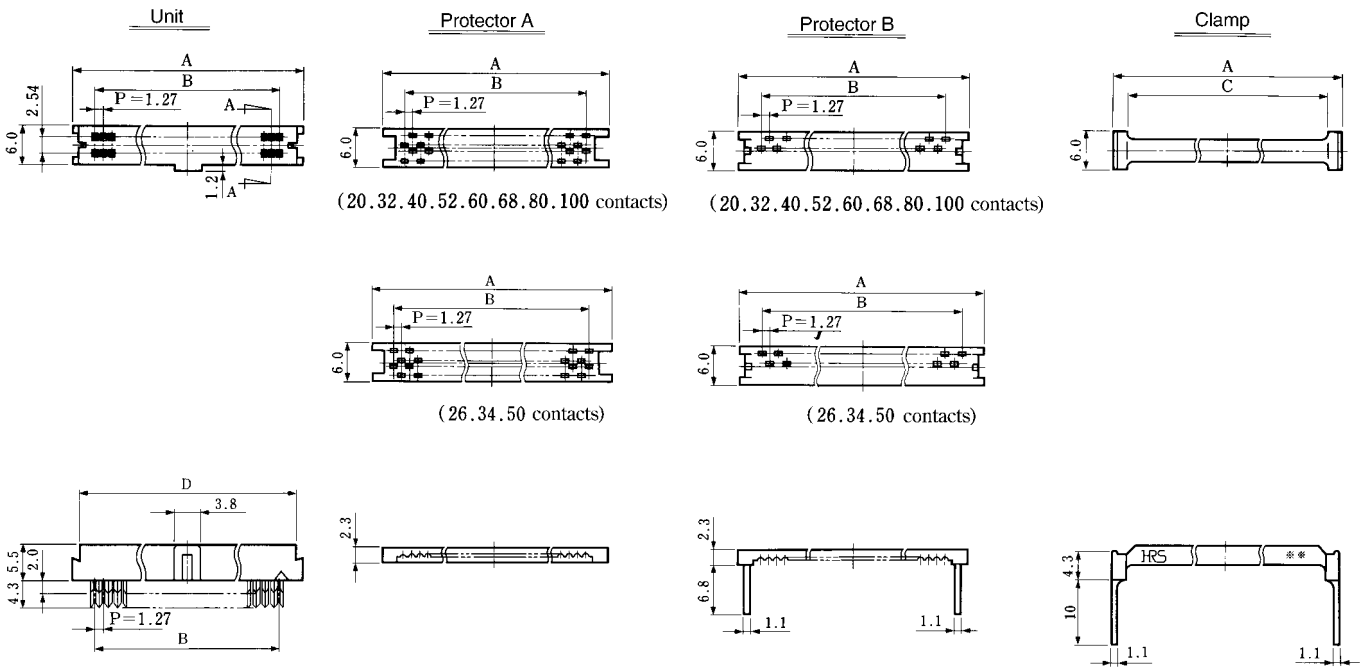 Unit
Protector A
Protector B
Clamp
A
B
P=1.27
A
2.54
6.0
1.2
A
A
B
P=1.27
6.0
(20.32.40.52.60.68.80.100 contacts)
A
B
P=1.27
6.0
(20.32.40.52.60.68.80.100 contacts)
A
C
6.0
A
B
P=1.27
6.0
(26.34.50 contacts)
A
B
P=1.27
6.0
(26.34.50 contacts)
D
3.8
5.5
2.0
4.3
P=1.27
B
2.3
2.3
6.8
1.1
1.1
HRS
※※
4.3
10
1.1
1.1